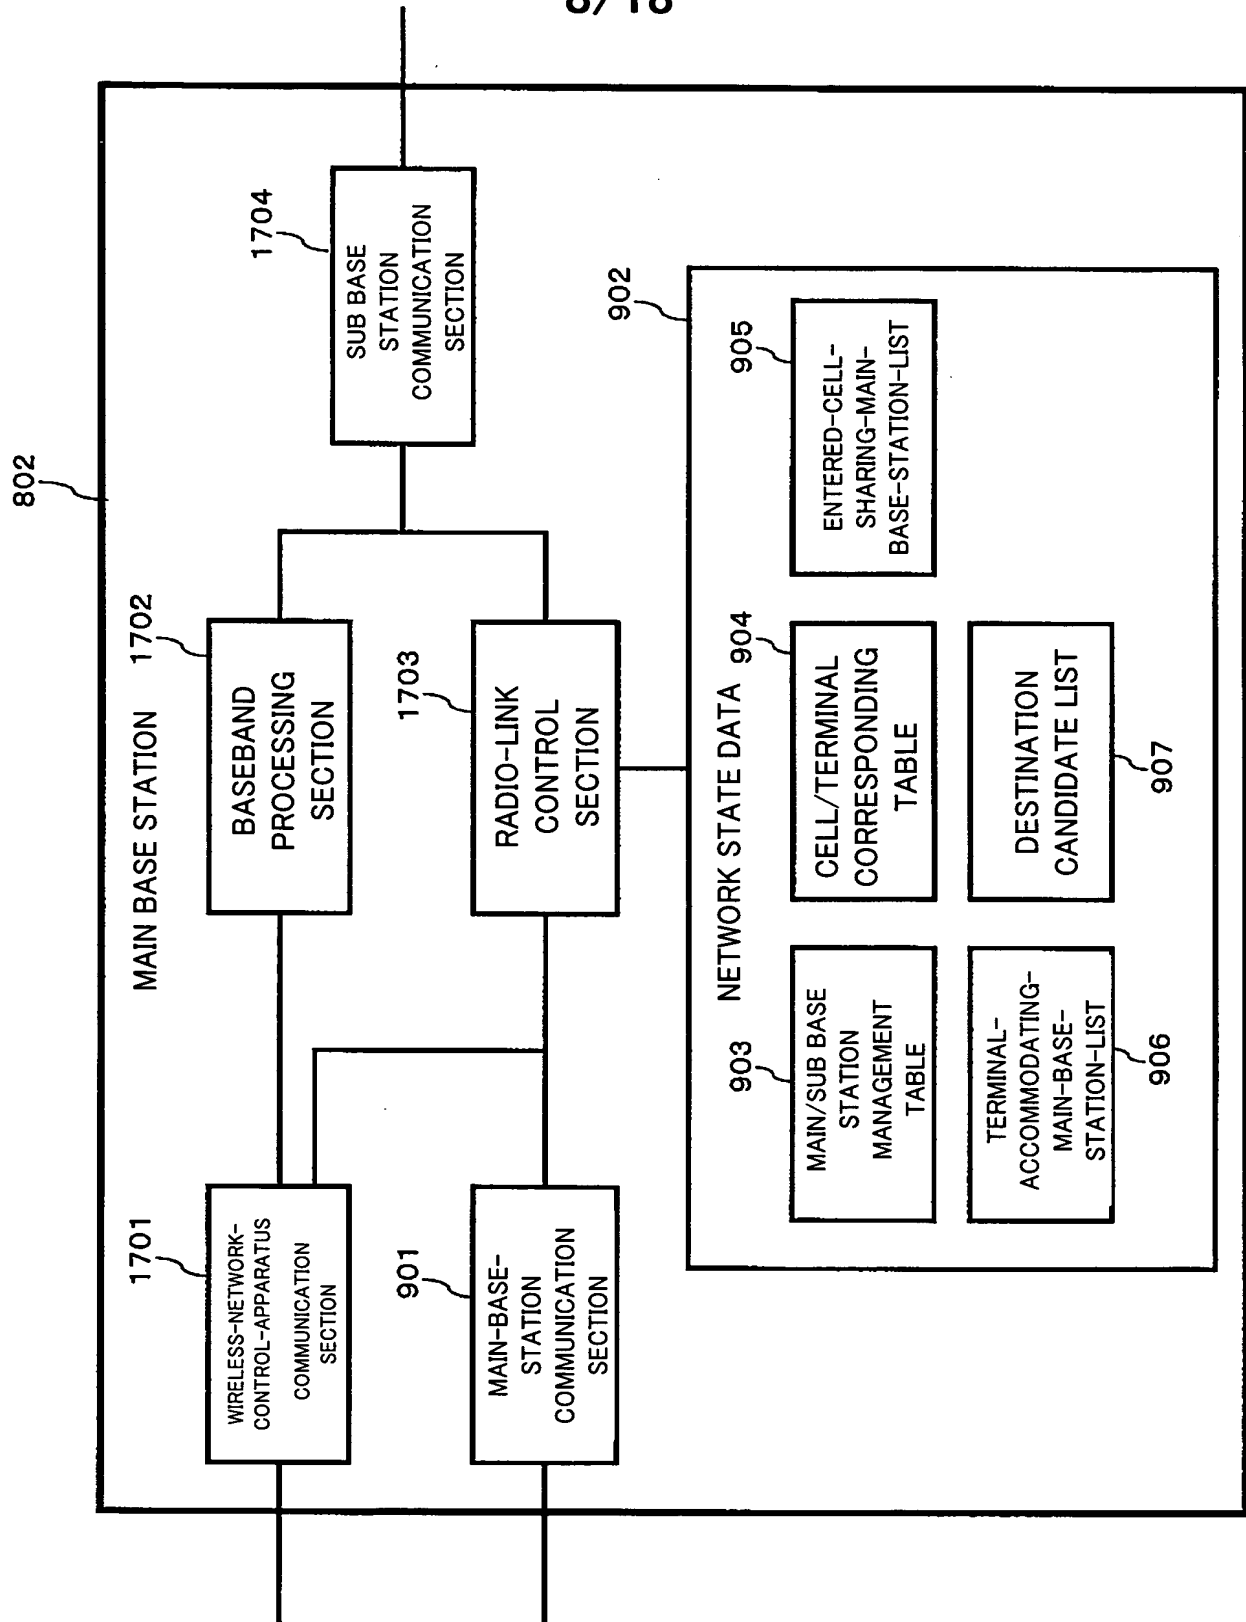 8/18
802
MAIN BASE STATION
1701
WIRELESS-NETWORK-
CONTROL-APPARATUS
COMMUNICATION
SECTION
1702
BASEBAND
PROCESSING
SECTION
1704
SUB BASE
STATION
COMMUNICATION
SECTION
901
MAIN-BASE-
STATION
COMMUNICATION
SECTION
1703
RADIO-LINK
CONTROL
SECTION
902
NETWORK STATE DATA
903
MAIN/SUB BASE
STATION
MANAGEMENT
TABLE
904
CELL/TERMINAL
CORRESPONDING
TABLE
905
ENTERED-CELL-
SHARING-MAIN-
BASE-STATION-LIST
TERMINAL-
ACCOMMODATING-
MAIN-BASE-
STATION-LIST
906
DESTINATION
CANDIDATE LIST
907